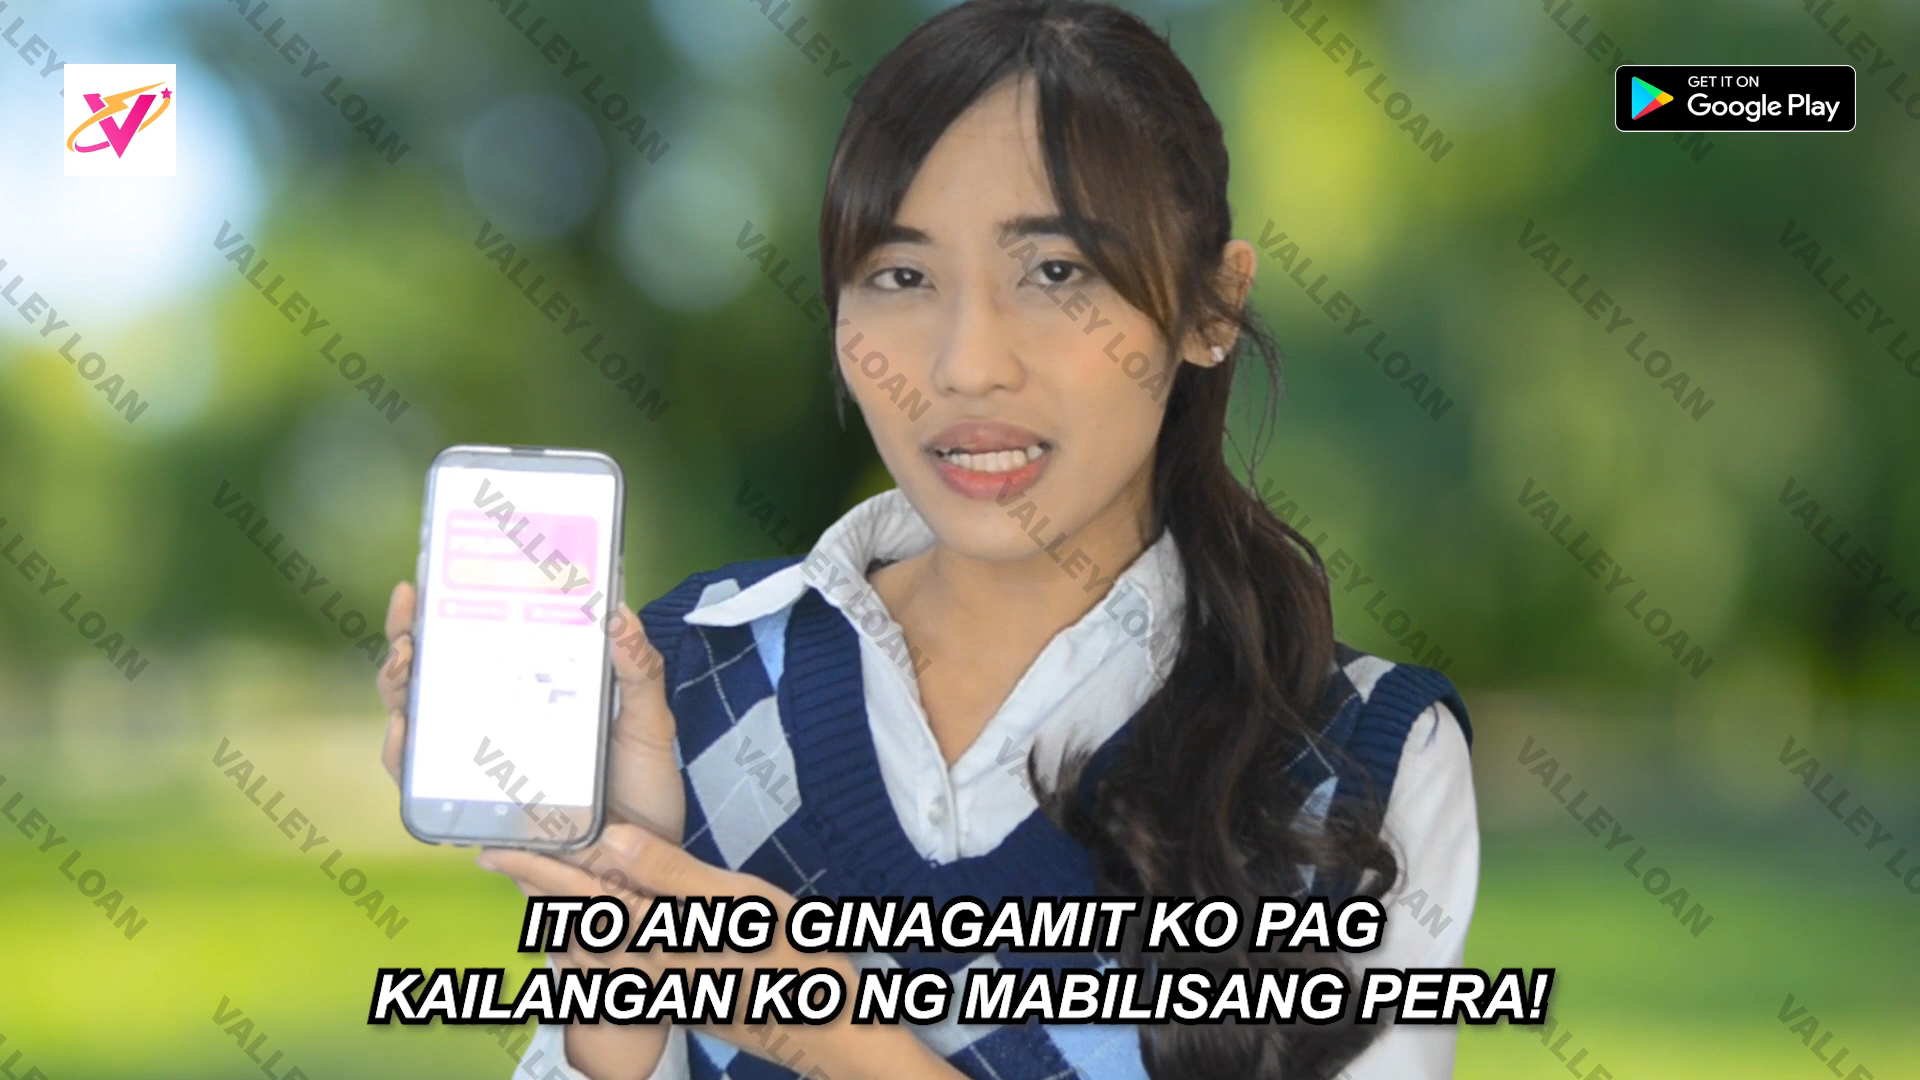 GET IT ON
Google Play
VALLEY LOAN
ITO ANG GINAGAMIT KO PAG
KAILANGAN KO NG MABILISANG PERA!